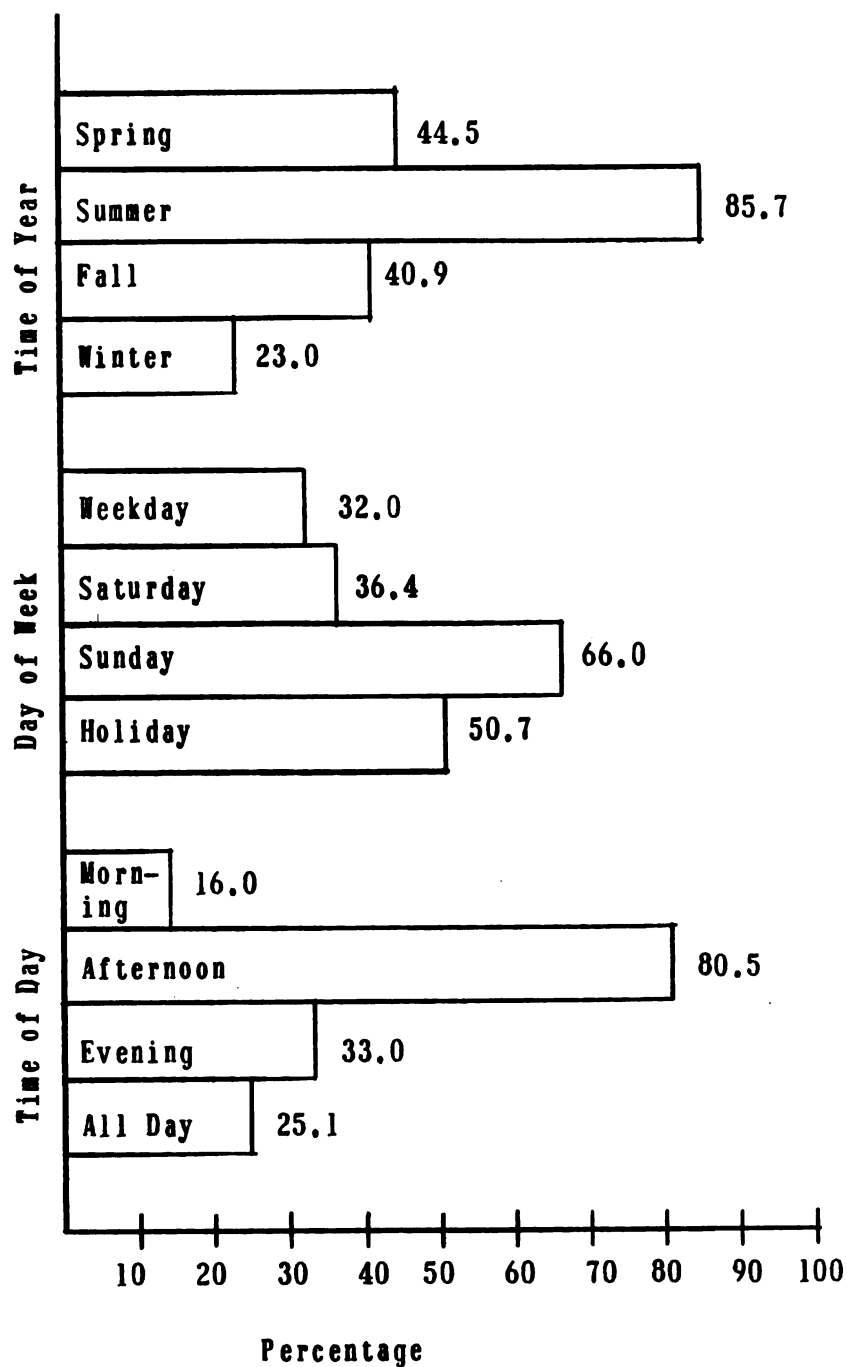 Time of Year
Spring 44.5
Summer 85.7
Fall 40.9
Winter 23.0
Day of Week
Weekday 32.0
Saturday 36.4
Sunday 66.0
Holiday 50.7
Time of Day
Morn-
ing 16.0
Afternoon 80.5
Evening 33.0
All Day 25.1
10 20 30 40 50 60 70 80 90 100
Percentage